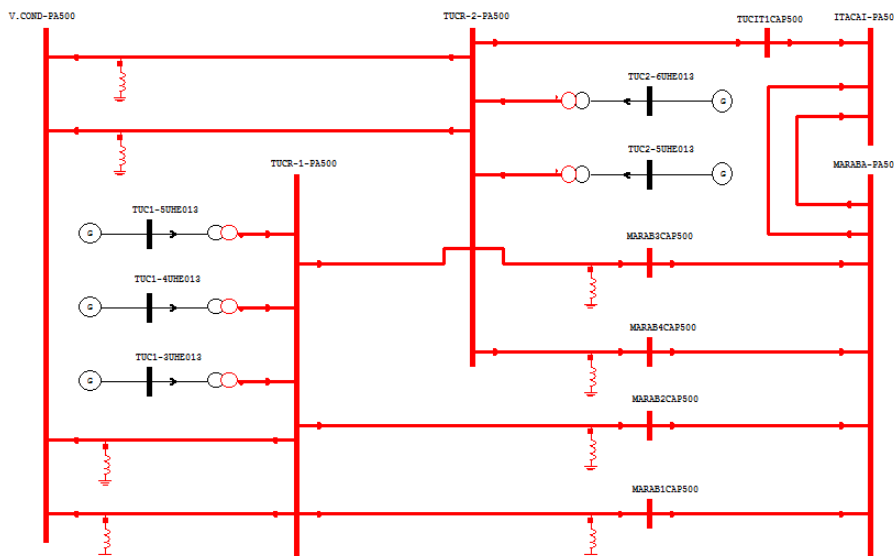 V.COND-PA500
TUCR-2-PA500
TUCIT1CAP500
ITACAI-PA50
TUC2-6UHE013
G
TUC2-5UHE013
G
TUCR-1-PA500
MARABA-PA50
TUC1-5UHE013
G
MARAB3CAP500
TUC1-4UHE013
G
MARAB4CAP500
TUC1-3UHE013
G
MARAB2CAP500
MARAB1CAP500